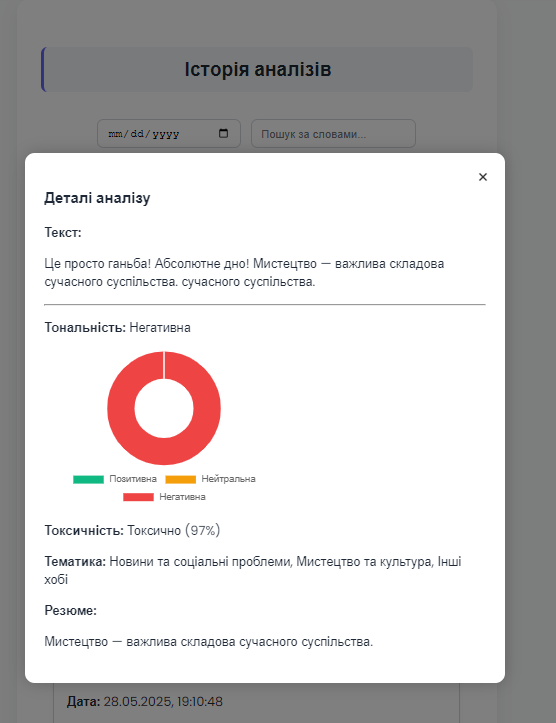 Історія аналізів
mm/dd/yyyy
Пошук за словами...
×
Деталі аналізу
Текст:
Це просто ганьба! Абсолютне дно! Мистецтво — важлива складова
сучасного суспільства. сучасного суспільства.
Тональність: Негативна
Позитивна Нейтральна
Негативна
Токсичність: Токсично (97%)
Тематика: Новини та соціальні проблеми, Мистецтво та культура, Інші
хобі
Резюме:
Мистецтво — важлива складова сучасного суспільства.
Дата: 28.05.2025, 19:10:48